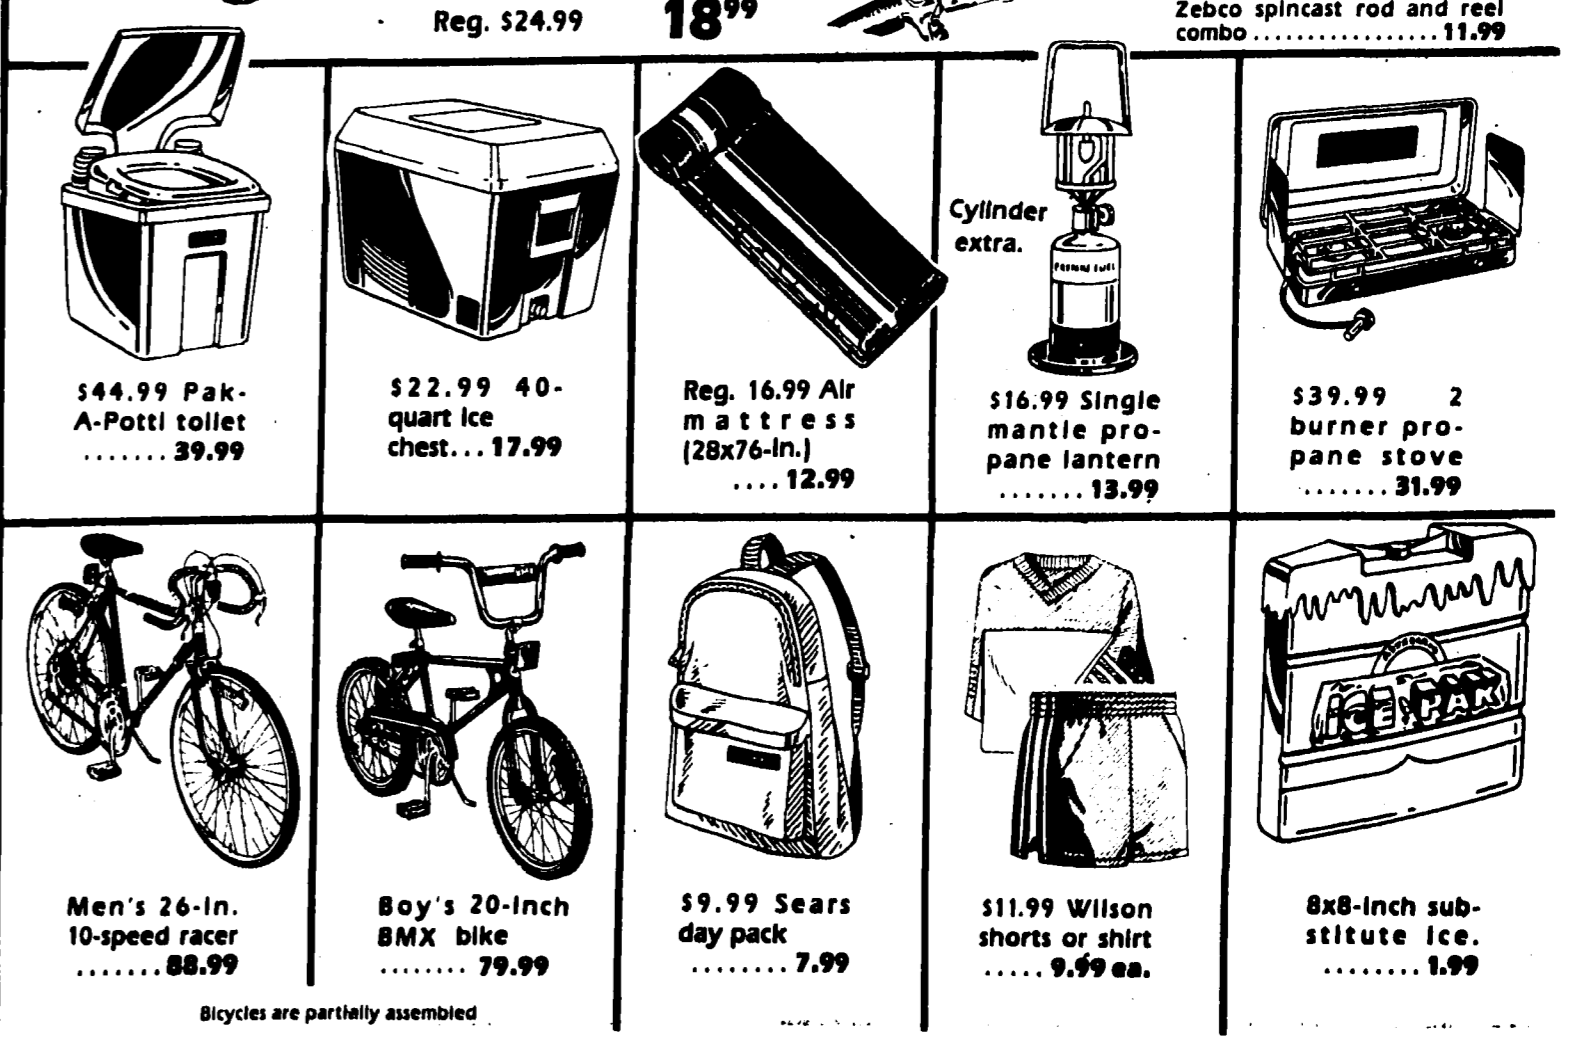 Reg. $24.99
18⁹⁹
Zebco spincast rod and reel
combo.................11.99
Cylinder
extra.
PROPANE FUEL
$44.99 Pak-
A-Potti toilet
.......39.99
$22.99 40-
quart ice
chest...17.99
Reg. 16.99 Air
mattress
(28x76-in.)
....12.99
$16.99 Single
mantle pro-
pane lantern
.......13.99
$39.99 2
burner pro-
pane stove
.......31.99
ICE PAK
Men's 26-in.
10-speed racer
.......88.99
Boy's 20-inch
BMX bike
........79.99
$9.99 Sears
day pack
........7.99
$11.99 Wilson
shorts or shirt
.....9.99 ea.
8x8-inch sub-
stitute ice.
........1.99
Bicycles are partially assembled